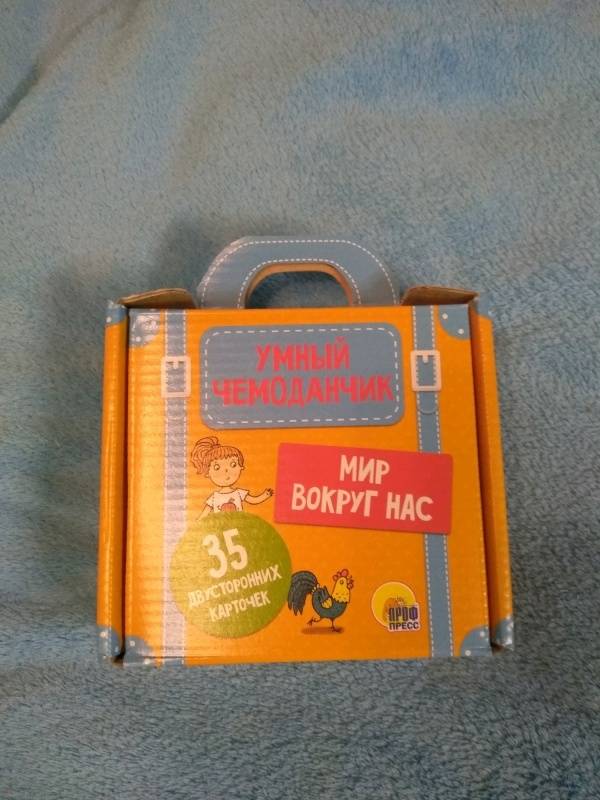 УМНЫЙ
ЧЕМОДАНЧИК
МИР
ВОКРУГ НАС
35
ДВУСТОРОННИХ
КАРТОЧЕК
ПРОФ
ПРЕСС